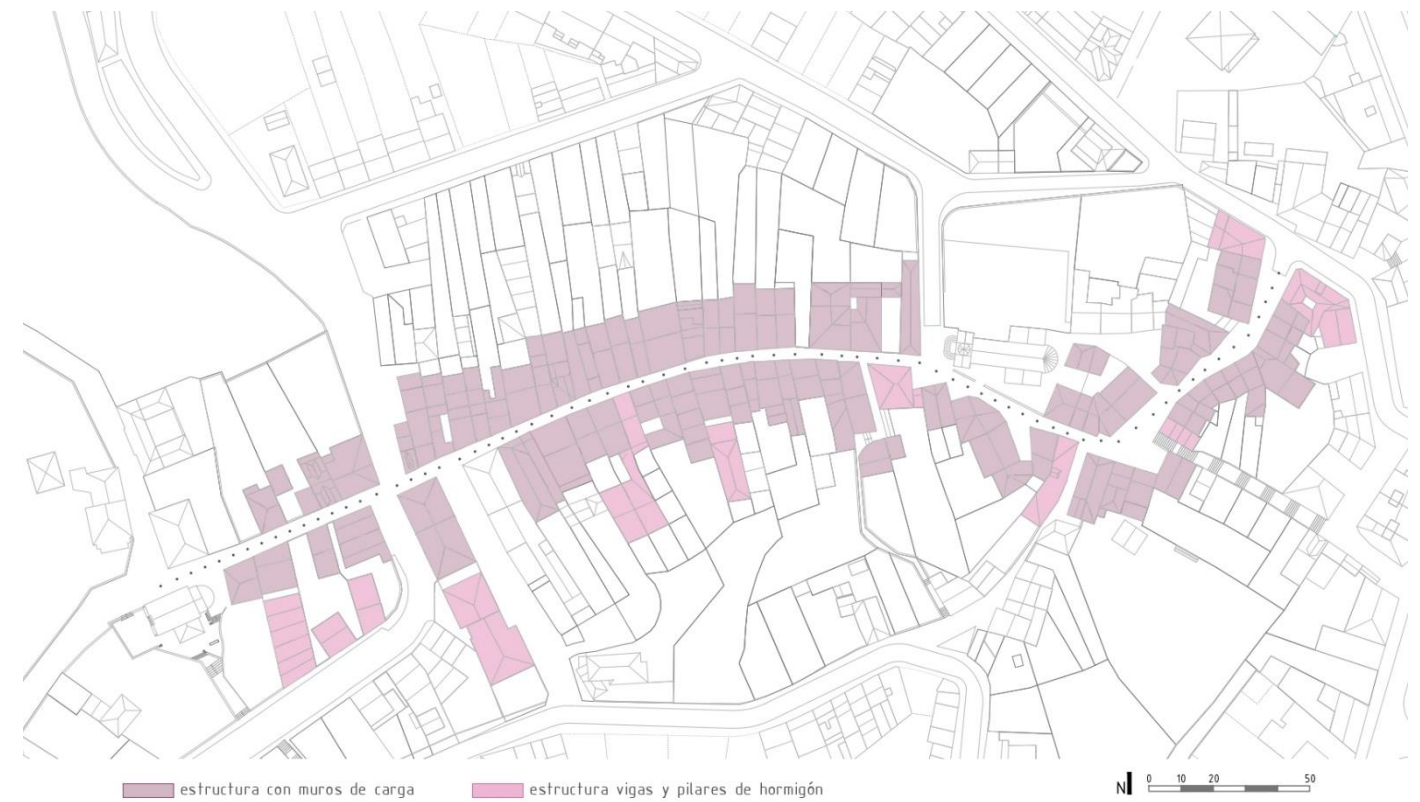 estructura con muros de carga
estructura vigas y pilares de hormigón
N 0 10 20 50